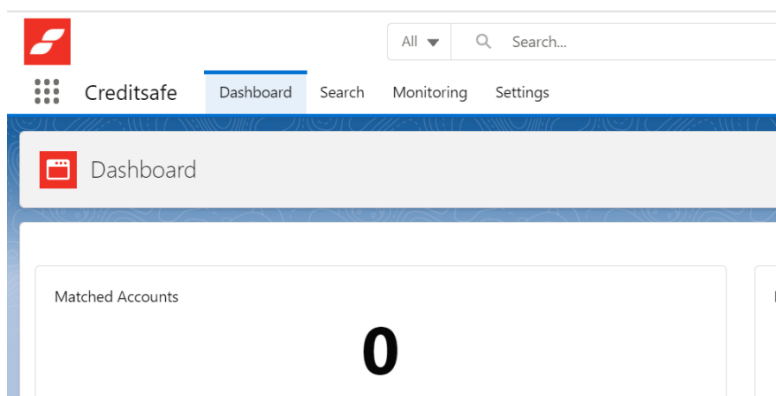 All Search...
Creditsafe Dashboard Search Monitoring Settings
Dashboard
Matched Accounts
0